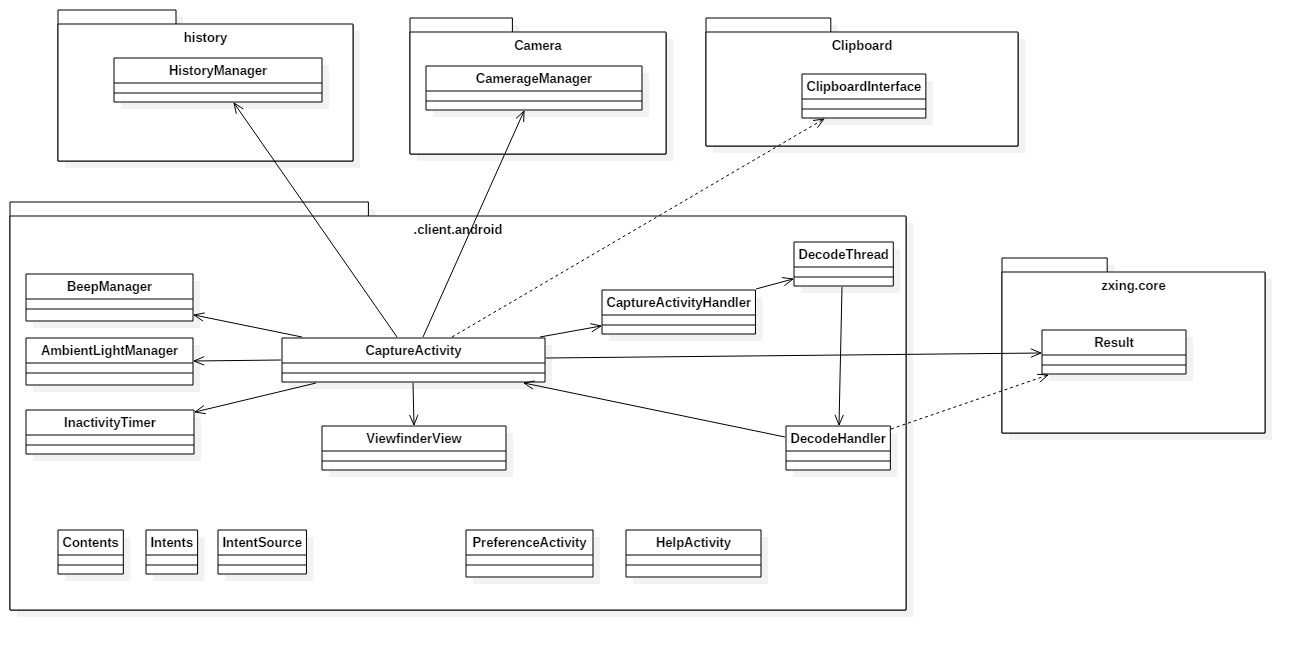 history
HistoryManager
Camera
CamerageManager
Clipboard
ClipboardInterface
.client.android
BeepManager
AmbientLightManager
InactivityTimer
CaptureActivity
ViewfinderView
CaptureActivityHandler
DecodeThread
DecodeHandler
Contents
Intents
IntentSource
PreferenceActivity
HelpActivity
zxing.core
Result